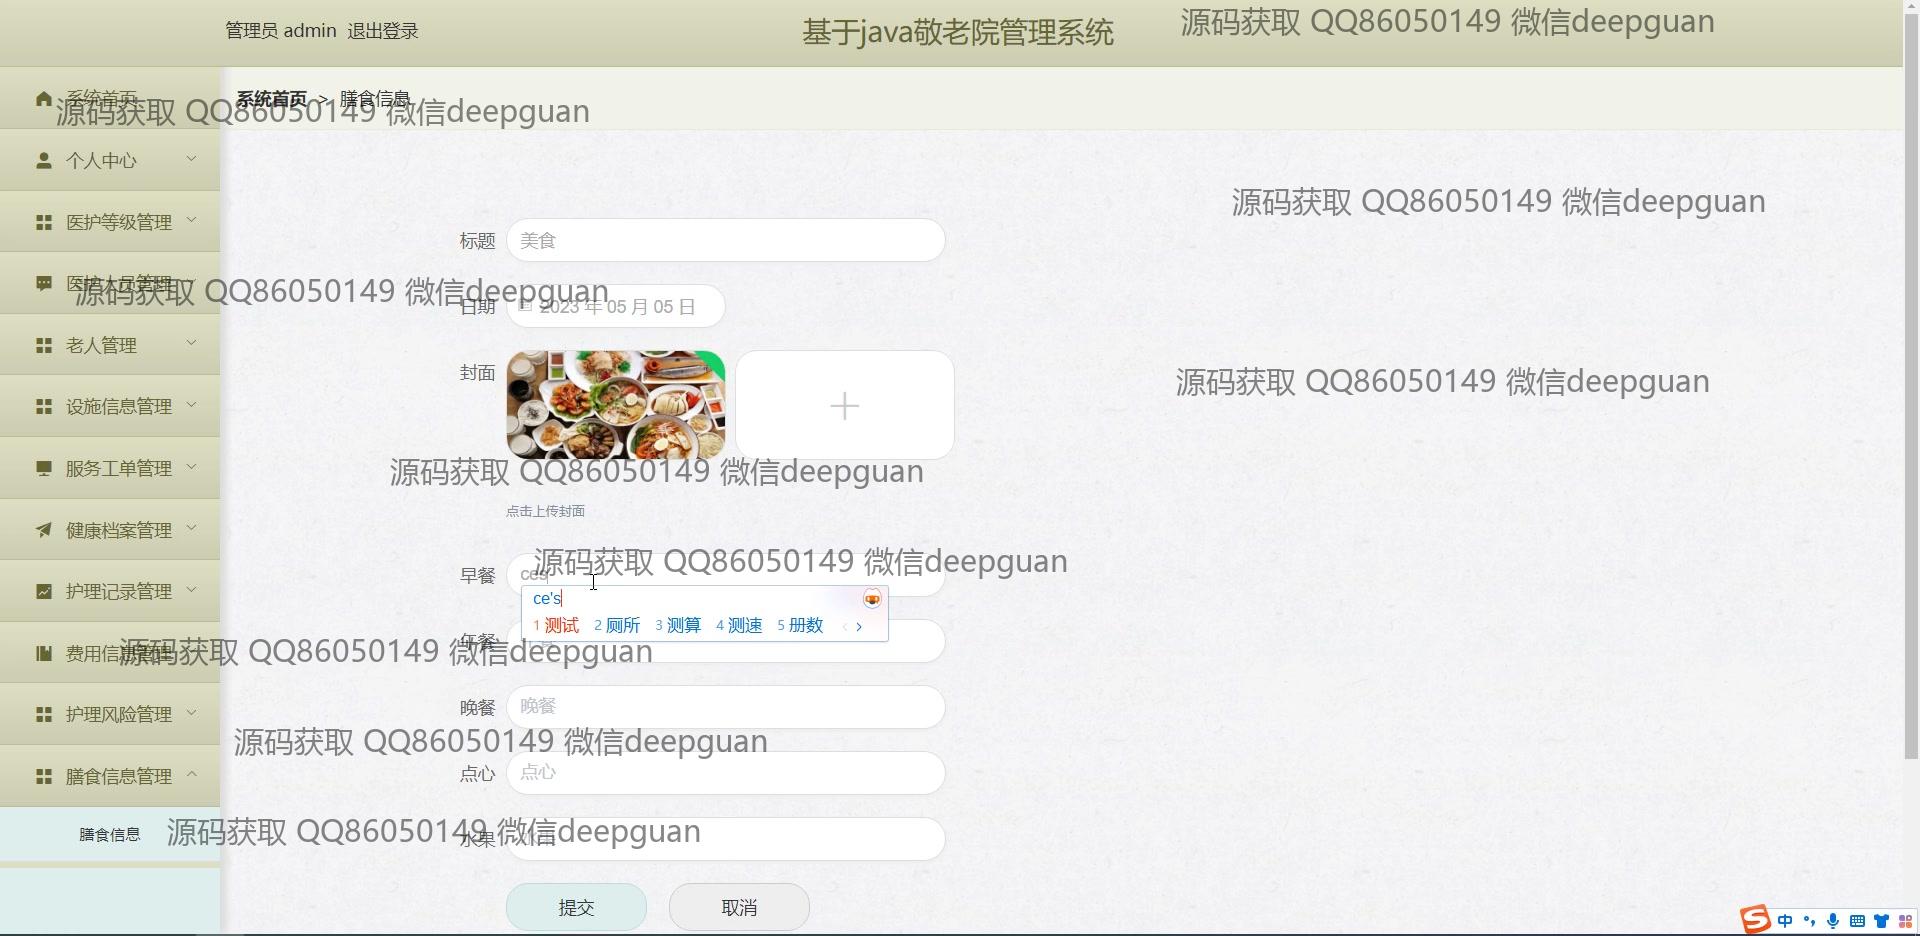 管理员 admin 退出登录
基于java敬老院管理系统
源码获取 QQ86050149 微信deepguan
系统首页
系统首页 > 膳食信息
源码获取 QQ86050149 微信deepguan
个人中心
源码获取 QQ86050149 微信deepguan
医护等级管理
标题 美食
医护人员管理
源码获取 QQ86050149 微信deepguan
日期 2023 年 05 月 05 日
老人管理
封面
源码获取 QQ86050149 微信deepguan
设施信息管理
服务工单管理
源码获取 QQ86050149 微信deepguan
点击上传封面
健康档案管理
源码获取 QQ86050149 微信deepguan
早餐 ces
护理记录管理
ce's
1 测试 2 厕所 3 测算 4 测速 5 册数
午餐
费用信息管理
源码获取 QQ86050149 微信deepguan
护理风险管理
晚餐 晚餐
源码获取 QQ86050149 微信deepguan
膳食信息管理
点心 点心
膳食信息
源码获取 QQ86050149 微信deepguan
水果 水果
提交 取消
中